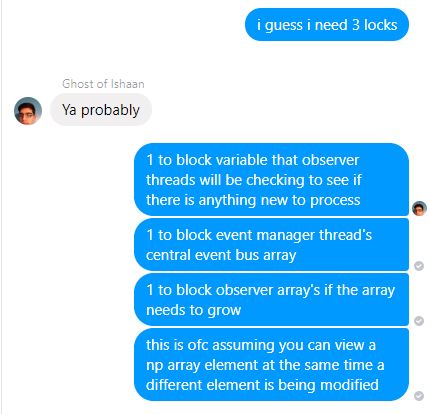 i guess i need 3 locks
Ghost of Ishaan
Ya probably
1 to block variable that observer
threads will be checking to see if
there is anything new to process
1 to block event manager thread's
central event bus array
1 to block observer array's if the array
needs to grow
this is ofc assuming you can view a
np array element at the same time a
different element is being modified